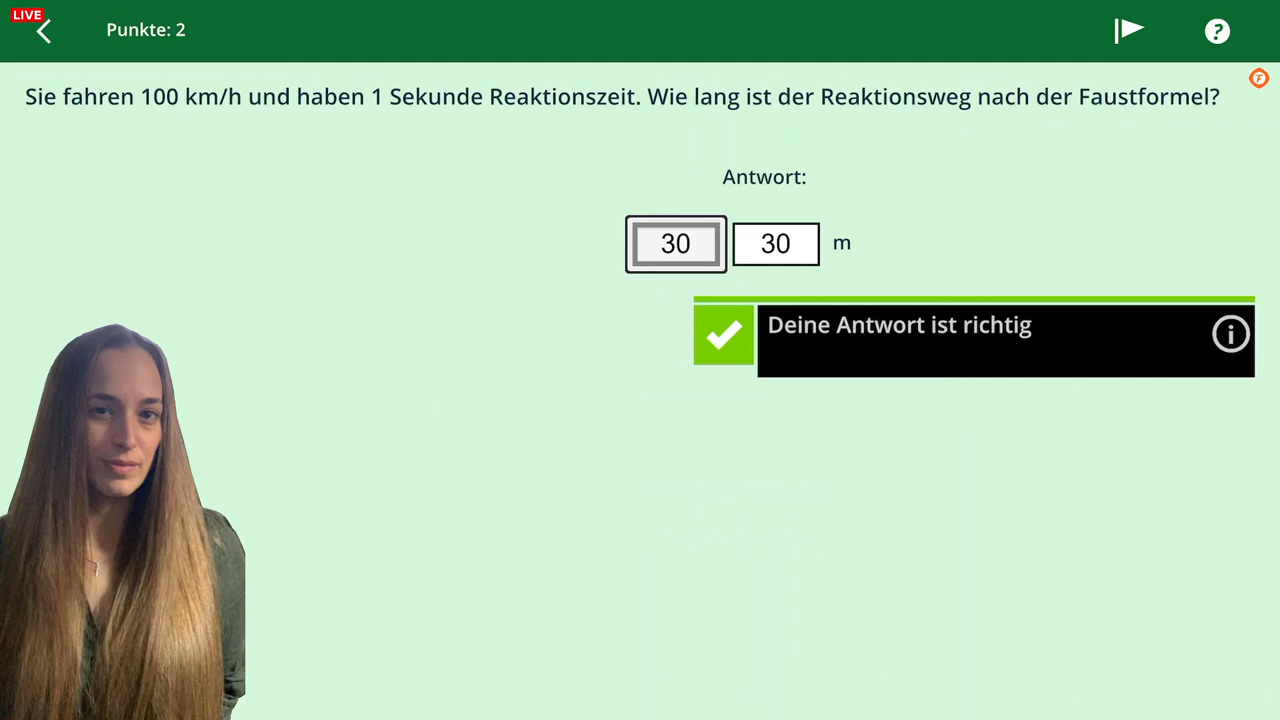 LIVE
Punkte: 2
?
F
Sie fahren 100 km/h und haben 1 Sekunde Reaktionszeit. Wie lang ist der Reaktionsweg nach der Faustformel?
Antwort:
30 30 m
Deine Antwort ist richtig
i